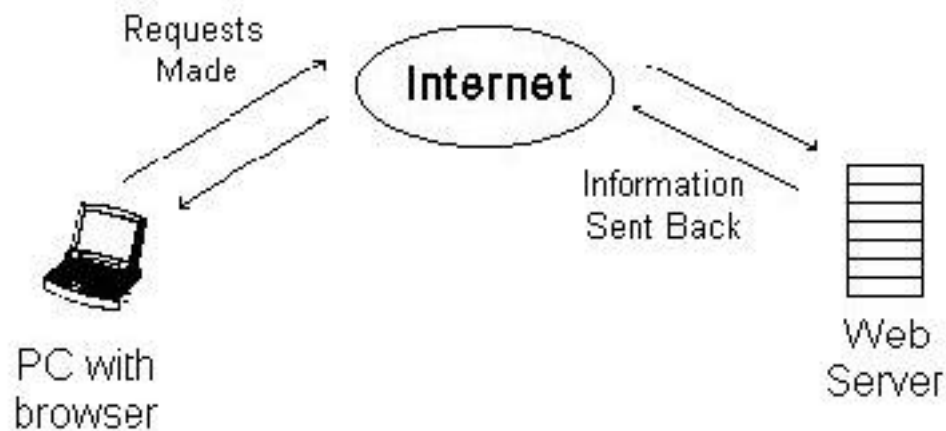 Requests
Made
Internet
Information
Sent Back
PC with
browser
Web
Server